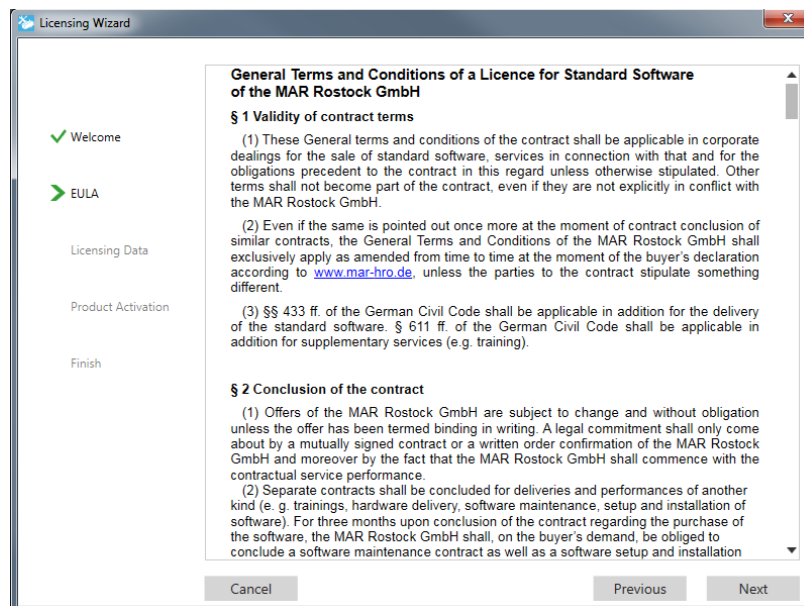 Licensing Wizard
Welcome
EULA
Licensing Data
Product Activation
Finish
General Terms and Conditions of a Licence for Standard Software
of the MAR Rostock GmbH
§ 1 Validity of contract terms
(1) These General terms and conditions of the contract shall be applicable in corporate
dealings for the sale of standard software, services in connection with that and for the
obligations precedent to the contract in this regard unless otherwise stipulated. Other
terms shall not become part of the contract, even if they are not explicitly in conflict with
the MAR Rostock GmbH.
(2) Even if the same is pointed out once more at the moment of contract conclusion of
similar contracts, the General Terms and Conditions of the MAR Rostock GmbH shall
exclusively apply as amended from time to time at the moment of the buyer's declaration
according to www.mar-hro.de, unless the parties to the contract stipulate something
different.
(3) §§ 433 ff. of the German Civil Code shall be applicable in addition for the delivery
of the standard software. § 611 ff. of the German Civil Code shall be applicable in
addition for supplementary services (e.g. training).
§ 2 Conclusion of the contract
(1) Offers of the MAR Rostock GmbH are subject to change and without obligation
unless the offer has been termed binding in writing. A legal commitment shall only come
about by a mutually signed contract or a written order confirmation of the MAR Rostock
GmbH and moreover by the fact that the MAR Rostock GmbH shall commence with the
contractual service performance.
(2) Separate contracts shall be concluded for deliveries and performances of another
kind (e. g. trainings, hardware delivery, software maintenance, setup and installation of
software). For three months upon conclusion of the contract regarding the purchase of
the software, the MAR Rostock GmbH shall, on the buyer's demand, be obliged to
conclude a software maintenance contract as well as a software setup and installation
Cancel
Previous
Next